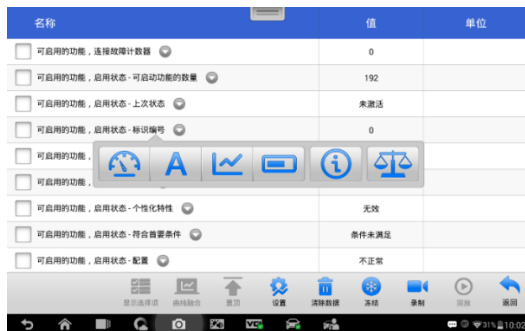 名称 值 单位
可启用的功能，连接故障计数器 0
可启用的功能，启用状态-可启动功能的数量 192
可启用的功能，启用状态-上次状态 未激活
可启用的功能，启用状态-标识编号 0
可启用的功能，
A
可启用的功能，
可启用的功能，启用状态-个性化特性 无效
可启用的功能，启用状态-符合首要条件 条件未满足
可启用的功能，启用状态-配置 不正常
显示选择项 曲线融合 置顶 设置 清除数据 冻结 录制 回放 返回
VCI 31% 10:02